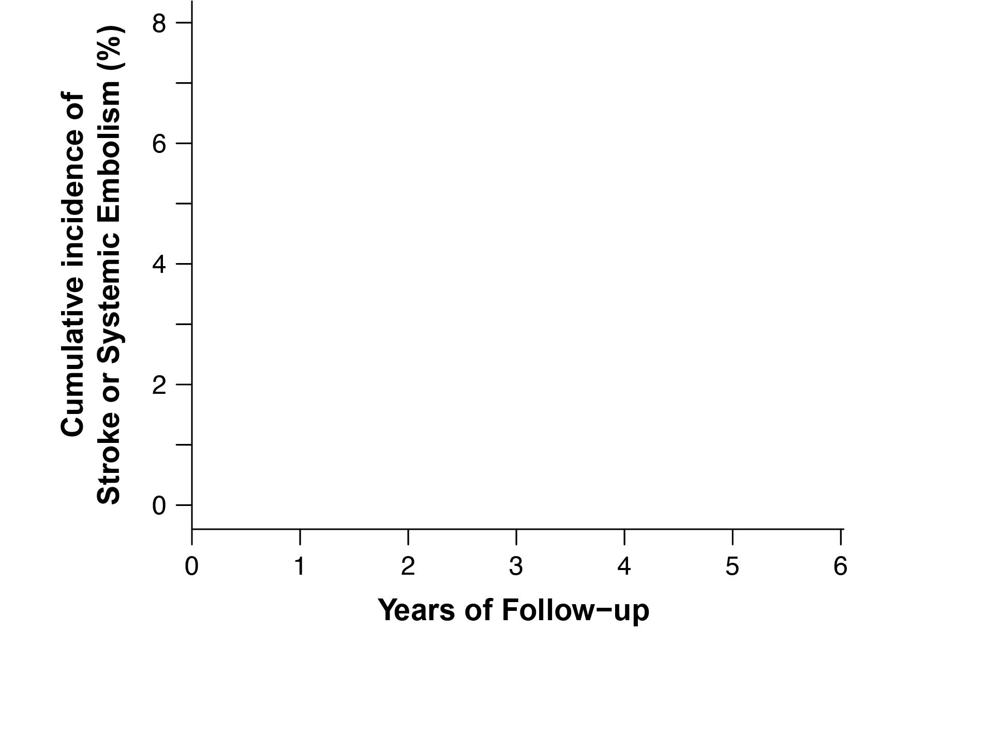 Cumulative incidence of
Stroke or Systemic Embolism (%)
8
6
4
2
0
0 1 2 3 4 5 6
Years of Follow−up